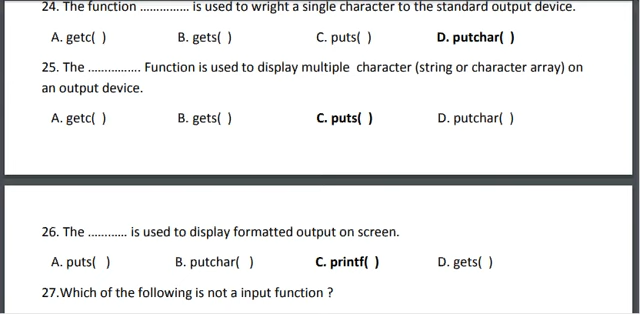 24. The function ............... is used to wright a single character to the standard output device.
A. getc( ) B. gets( ) C. puts( ) D. putchar( )
25. The ................ Function is used to display multiple character (string or character array) on
an output device.
A. getc( ) B. gets( ) C. puts( ) D. putchar( )
26. The ............ is used to display formatted output on screen.
A. puts( ) B. putchar( ) C. printf( ) D. gets( )
27.Which of the following is not a input function ?